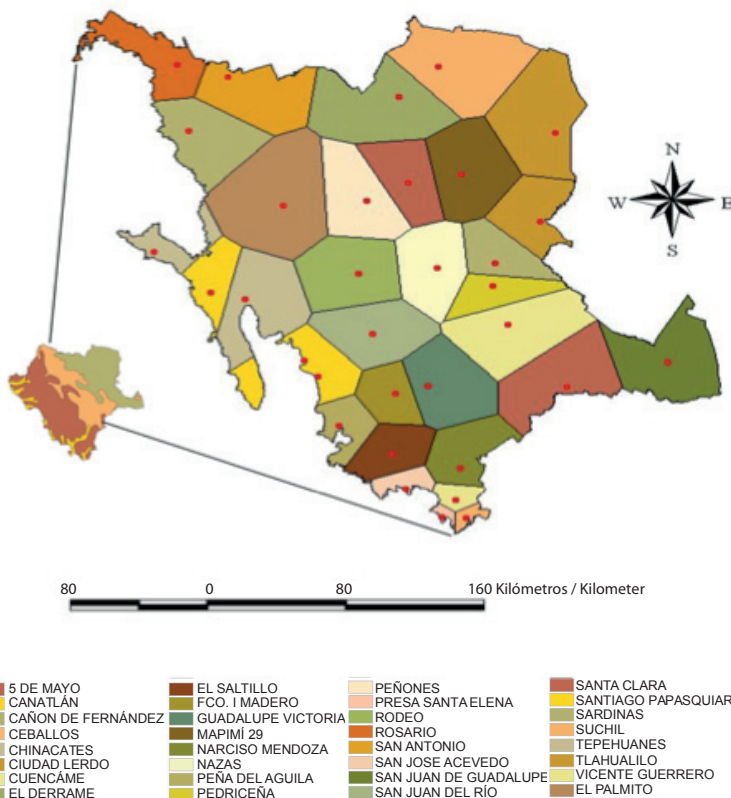 N
W E
S
80 0 80 160 Kilómetros / Kilometer
5 DE MAYO
CANATLÁN
CAÑON DE FERNÁNDEZ
CEBALLOS
CHINACATES
CIUDAD LERDO
CUENCÁME
EL DERRAME
EL SALTILLO
FCO. I MADERO
GUADALUPE VICTORIA
MAPIMÍ 29
NARCISO MENDOZA
NAZAS
PEÑA DEL AGUILA
PEDRICEÑA
PEÑONES
PRESA SANTA ELENA
RODEO
ROSARIO
SAN ANTONIO
SAN JOSE ACEVEDO
SAN JUAN DE GUADALUPE
SAN JUAN DEL RÍO
SANTA CLARA
SANTIAGO PAPASQUIAR
SARDINAS
SUCHIL
TEPEHUANES
TLAHUALILO
VICENTE GUERRERO
EL PALMITO